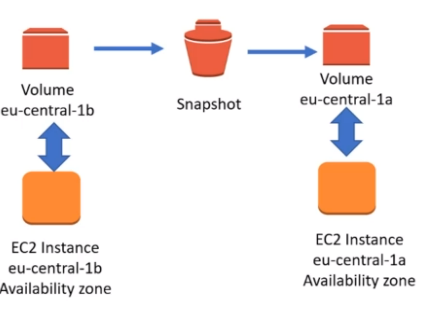 Volume
eu-central-1b
Snapshot
Volume
eu-central-1a
EC2 Instance
eu-central-1b
Availability zone
EC2 Instance
eu-central-1a
Availability zone